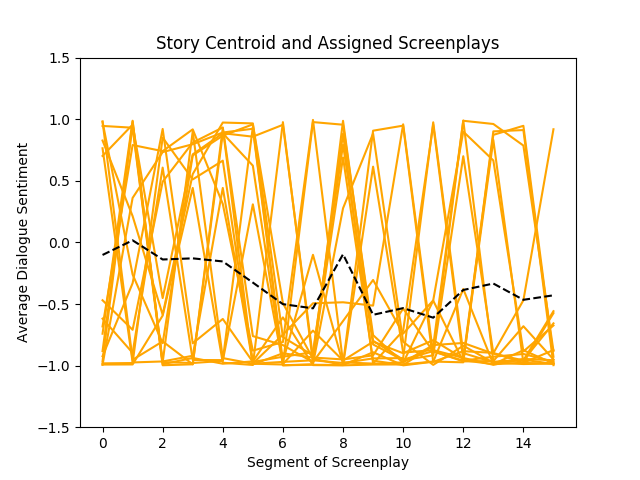 Story Centroid and Assigned Screenplays
1.5
1.0
0.5
0.0
−0.5
−1.0
−1.5
Average Dialogue Sentiment
0 2 4 6 8 10 12 14
Segment of Screenplay